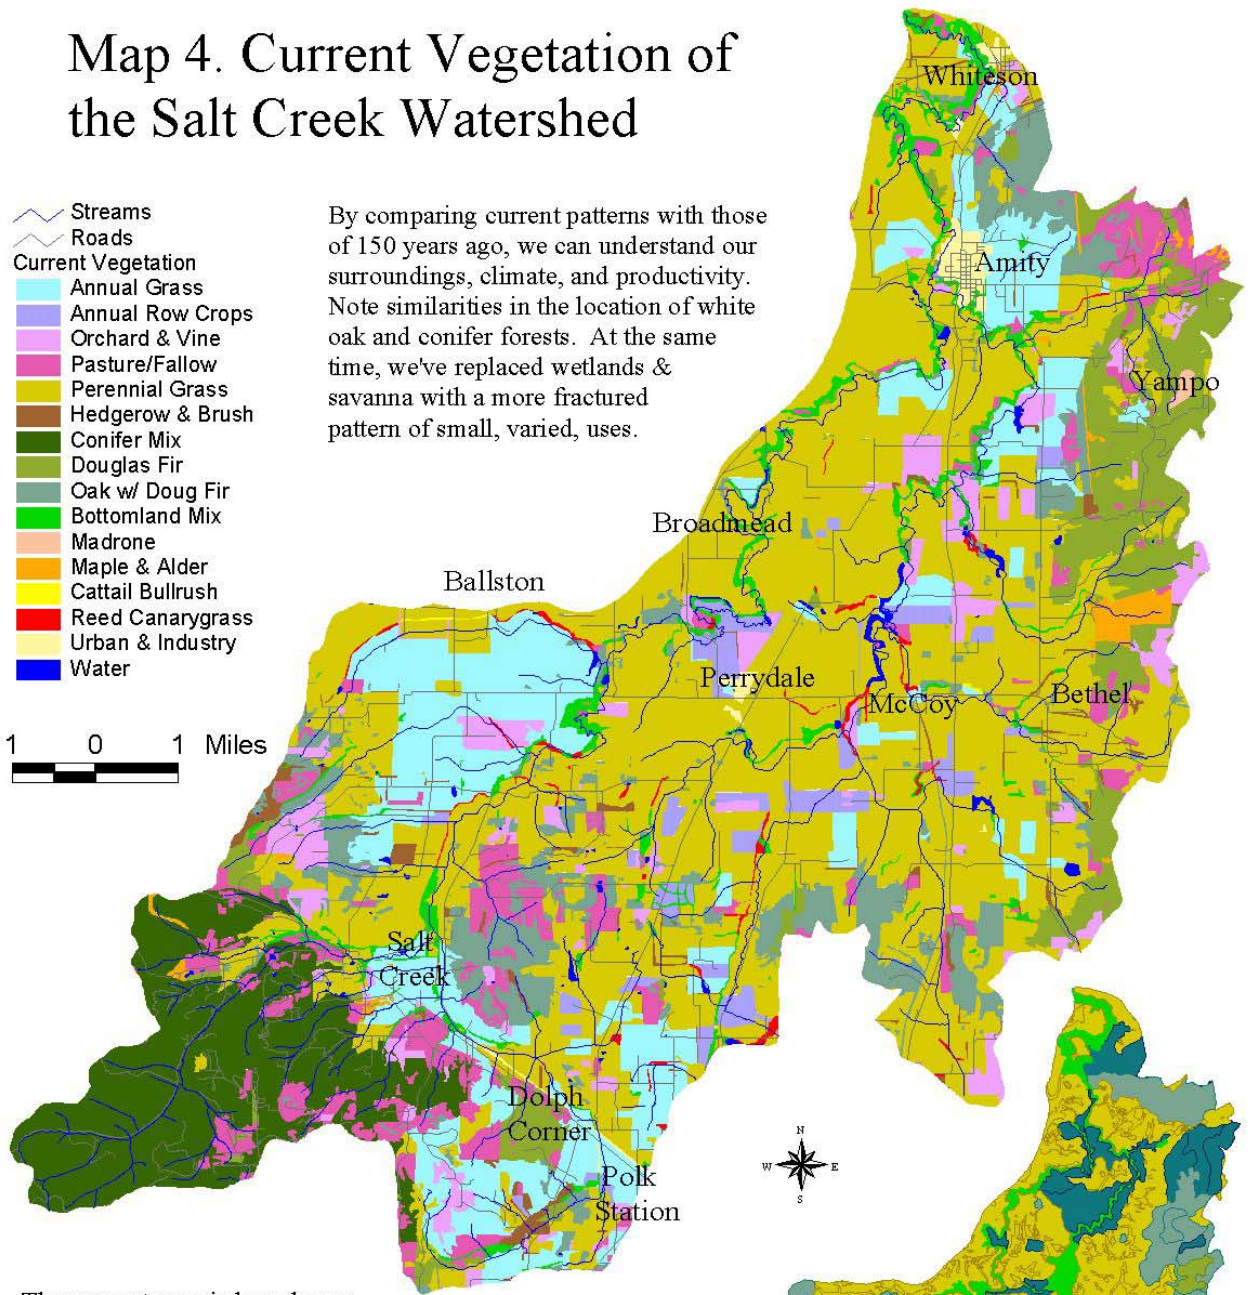 Map 4. Current Vegetation of
the Salt Creek Watershed
Streams
Roads
Current Vegetation
Annual Grass
Annual Row Crops
Orchard & Vine
Pasture/Fallow
Perennial Grass
Hedgerow & Brush
Conifer Mix
Douglas Fir
Oak w/ Doug Fir
Bottomland Mix
Madrone
Maple & Alder
Cattail Bullrush
Reed Canarygrass
Urban & Industry
Water
1 0 1 Miles
By comparing current patterns with those
of 150 years ago, we can understand our
surroundings, climate, and productivity.
Note similarities in the location of white
oak and conifer forests. At the same
time, we've replaced wetlands &
savanna with a more fractured
pattern of small, varied, uses.
Whiteson
Amity
Yampo
Broadmead
Ballston
Perrydale
McCoy
Bethel
Salt
Creek
Dolph
Corner
Polk
Station
N
W E
S